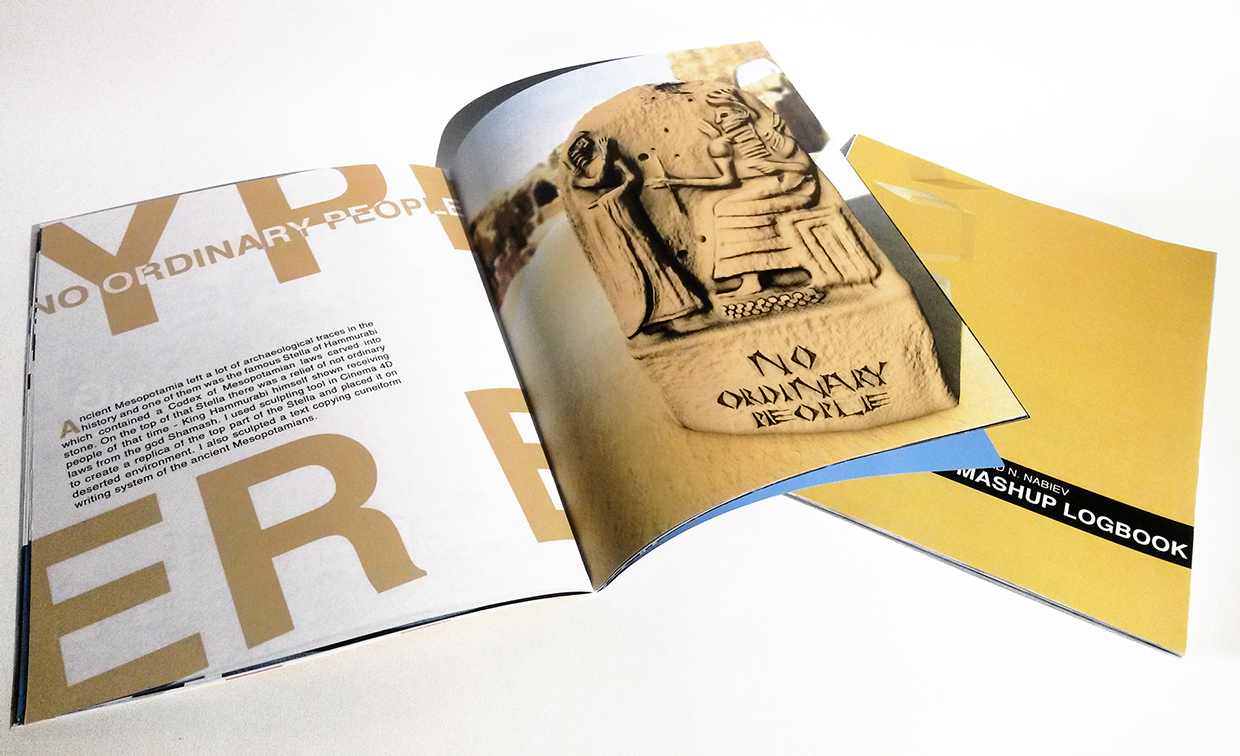 YPE
NO ORDINARY PEOPLE
Ancient Mesopotamia left a lot of archaeological traces in the
history and one of them was the famous Stella of Hammurabi
which contained a Codex of Mesopotamian laws carved into
stone. On the top of that Stella there was a relief of not ordinary
people of that time - King Hammurabi himself shown receiving
laws from the god Shamash. I used sculpting tool in Cinema 4D
to create a replica of the top part of the Stella and placed it on
deserted environment. I also sculpted a text copying cuneiform
writing system of the ancient Mesopotamians.
ER
NO
ORDINARY
PEOPLE
N. NABIEV
MASHUP LOGBOOK